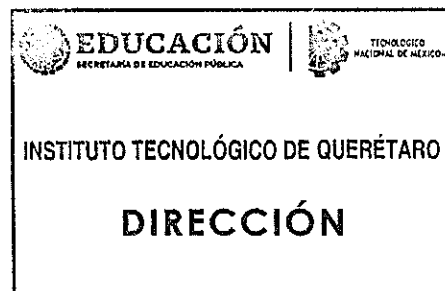 EDUCACIÓN
SECRETARÍA DE EDUCACIÓN PÚBLICA
TECNOLÓGICO
NACIONAL DE MÉXICO
INSTITUTO TECNOLÓGICO DE QUERÉTARO
DIRECCIÓN